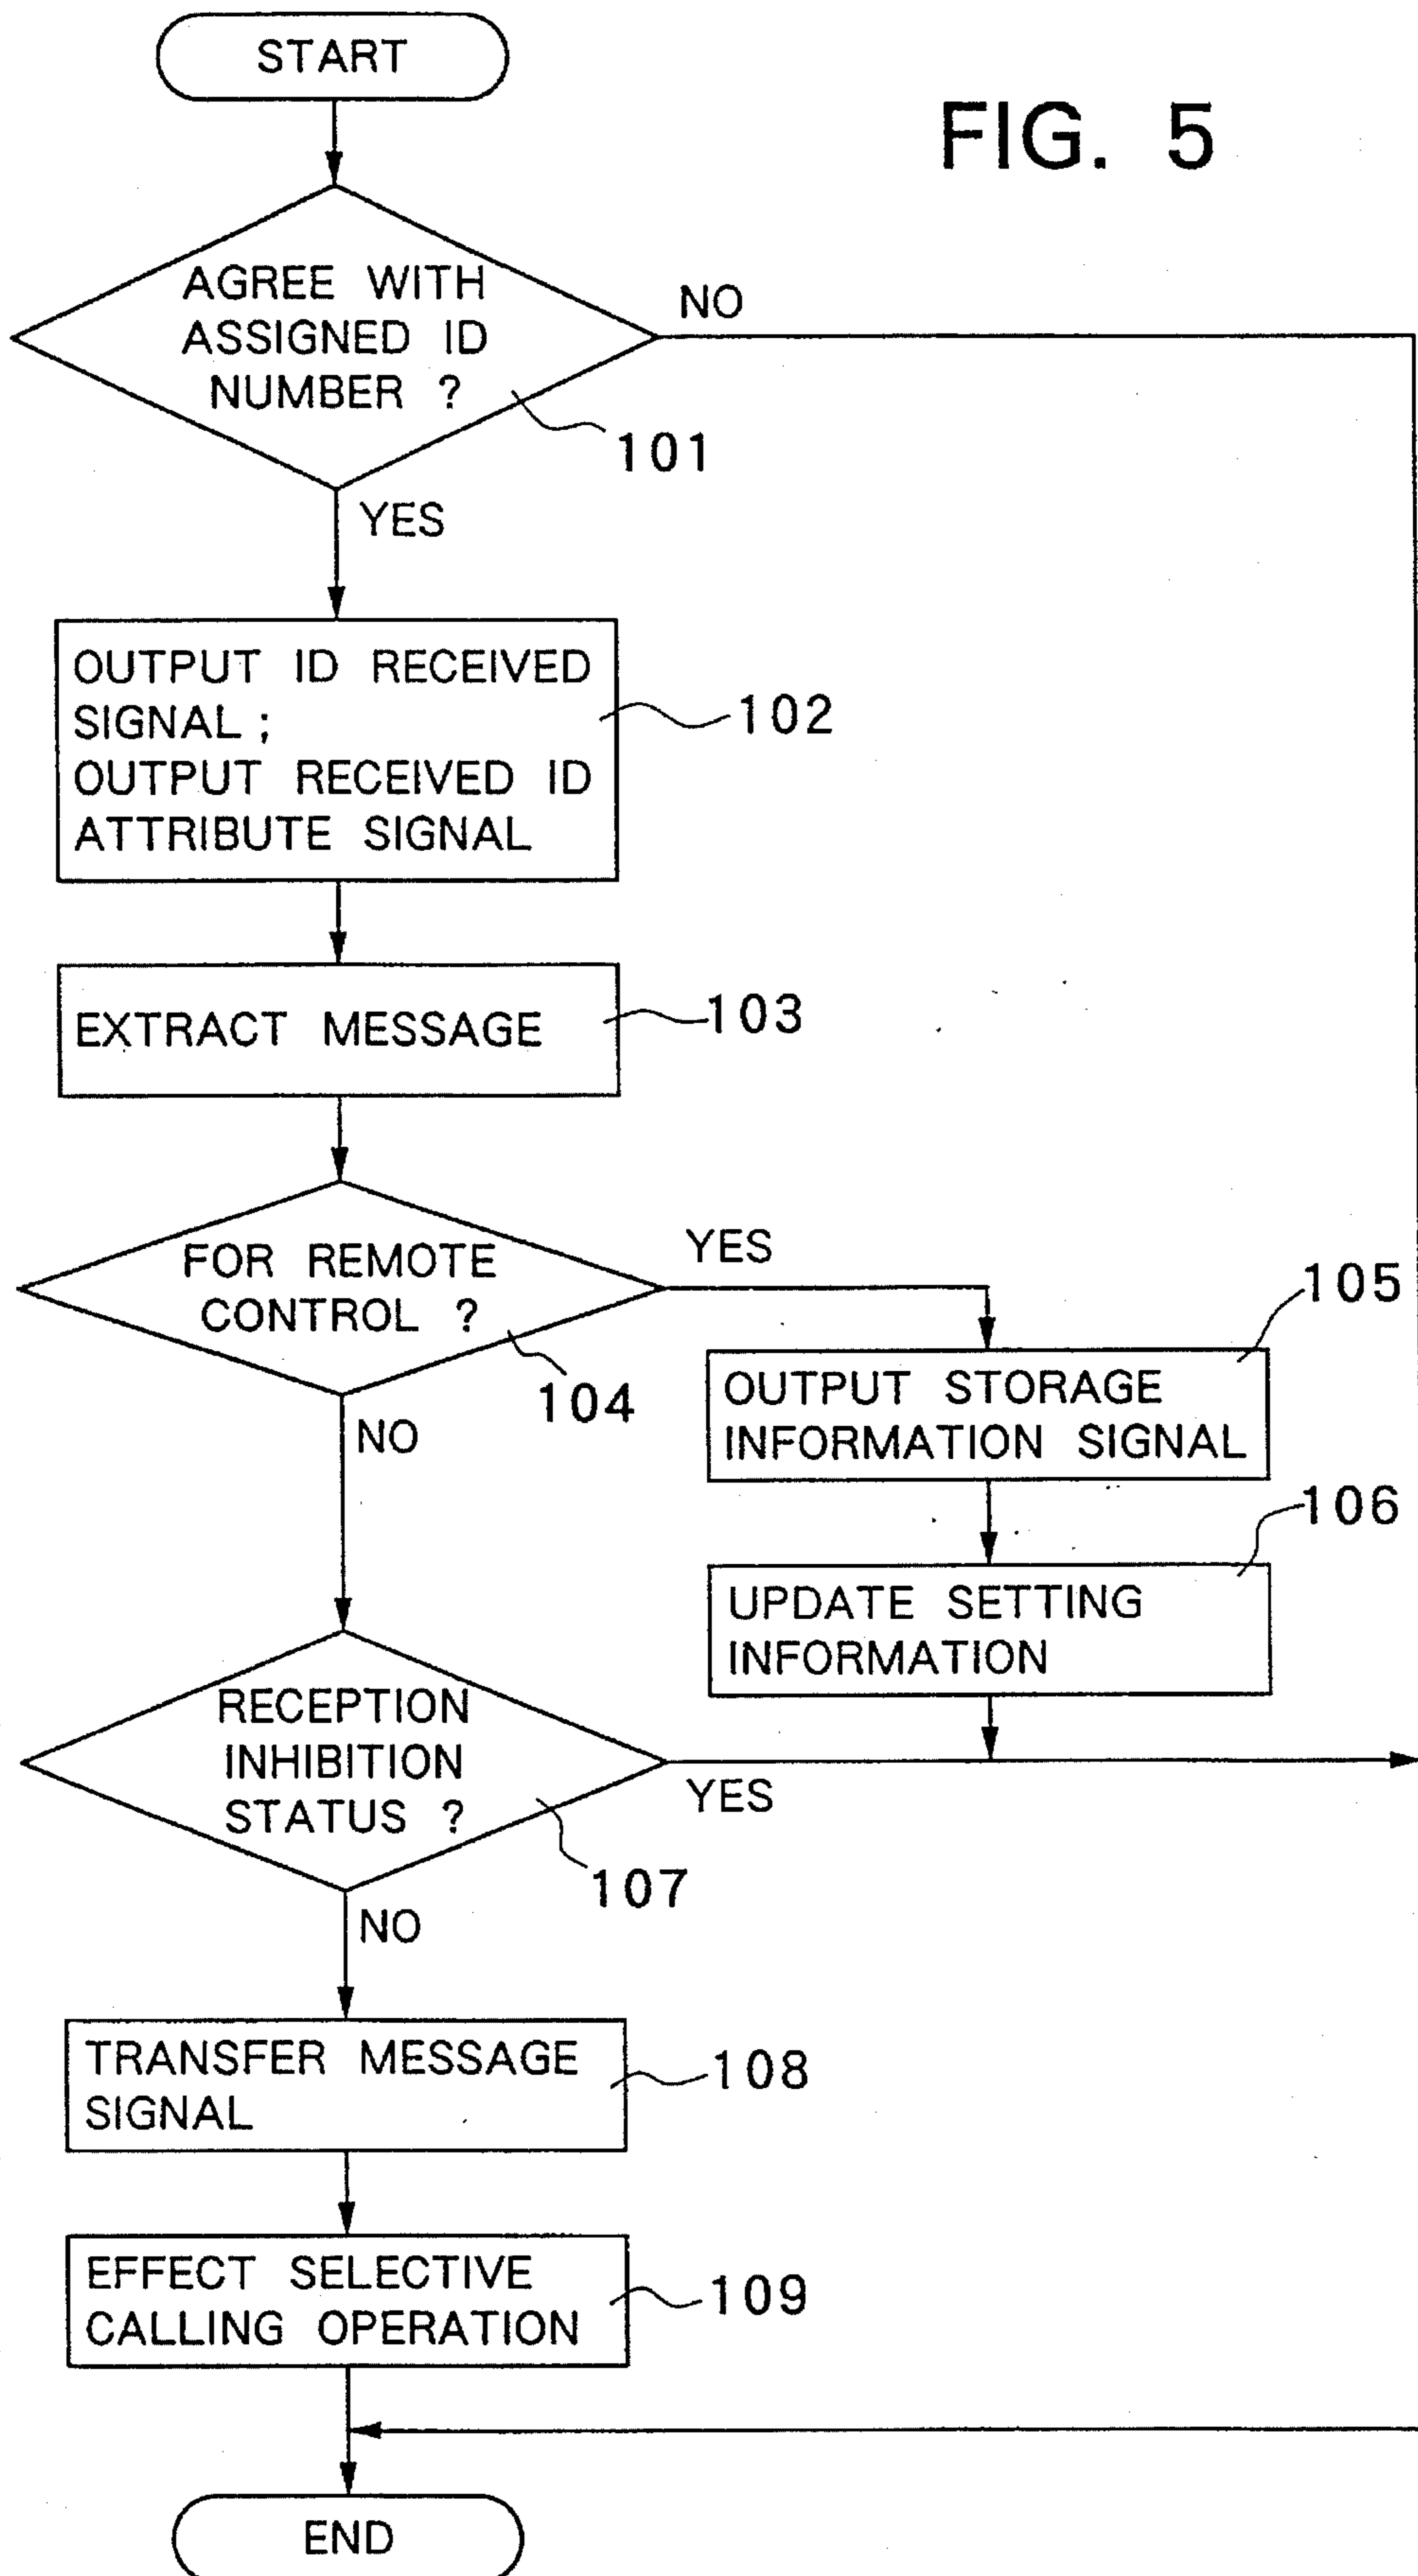 START
FIG. 5
AGREE WITH
ASSIGNED ID
NUMBER ?
NO
101
YES
OUTPUT ID RECEIVED
SIGNAL ;
OUTPUT RECEIVED ID
ATTRIBUTE SIGNAL
102
EXTRACT MESSAGE
103
FOR REMOTE
CONTROL ?
YES
104
NO
105
OUTPUT STORAGE
INFORMATION SIGNAL
106
UPDATE SETTING
INFORMATION
RECEPTION
INHIBITION
STATUS ?
YES
107
NO
TRANSFER MESSAGE
SIGNAL
108
EFFECT SELECTIVE
CALLING OPERATION
109
END